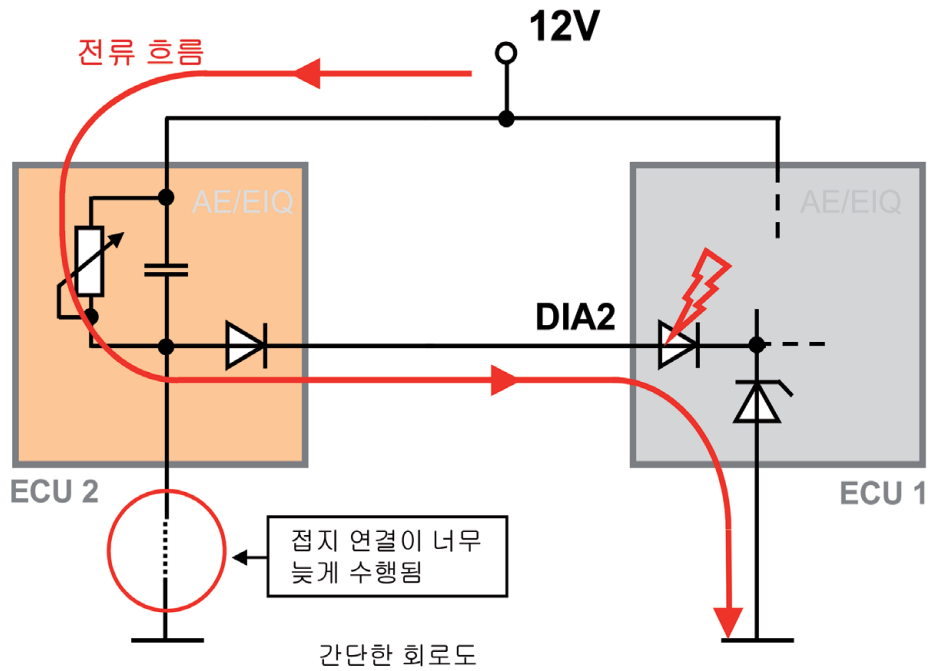 12V
전류 흐름
AE/EIQ
AE/EIQ
DIA2
ECU 2
ECU 1
접지 연결이 너무
늦게 수행됨
간단한 회로도